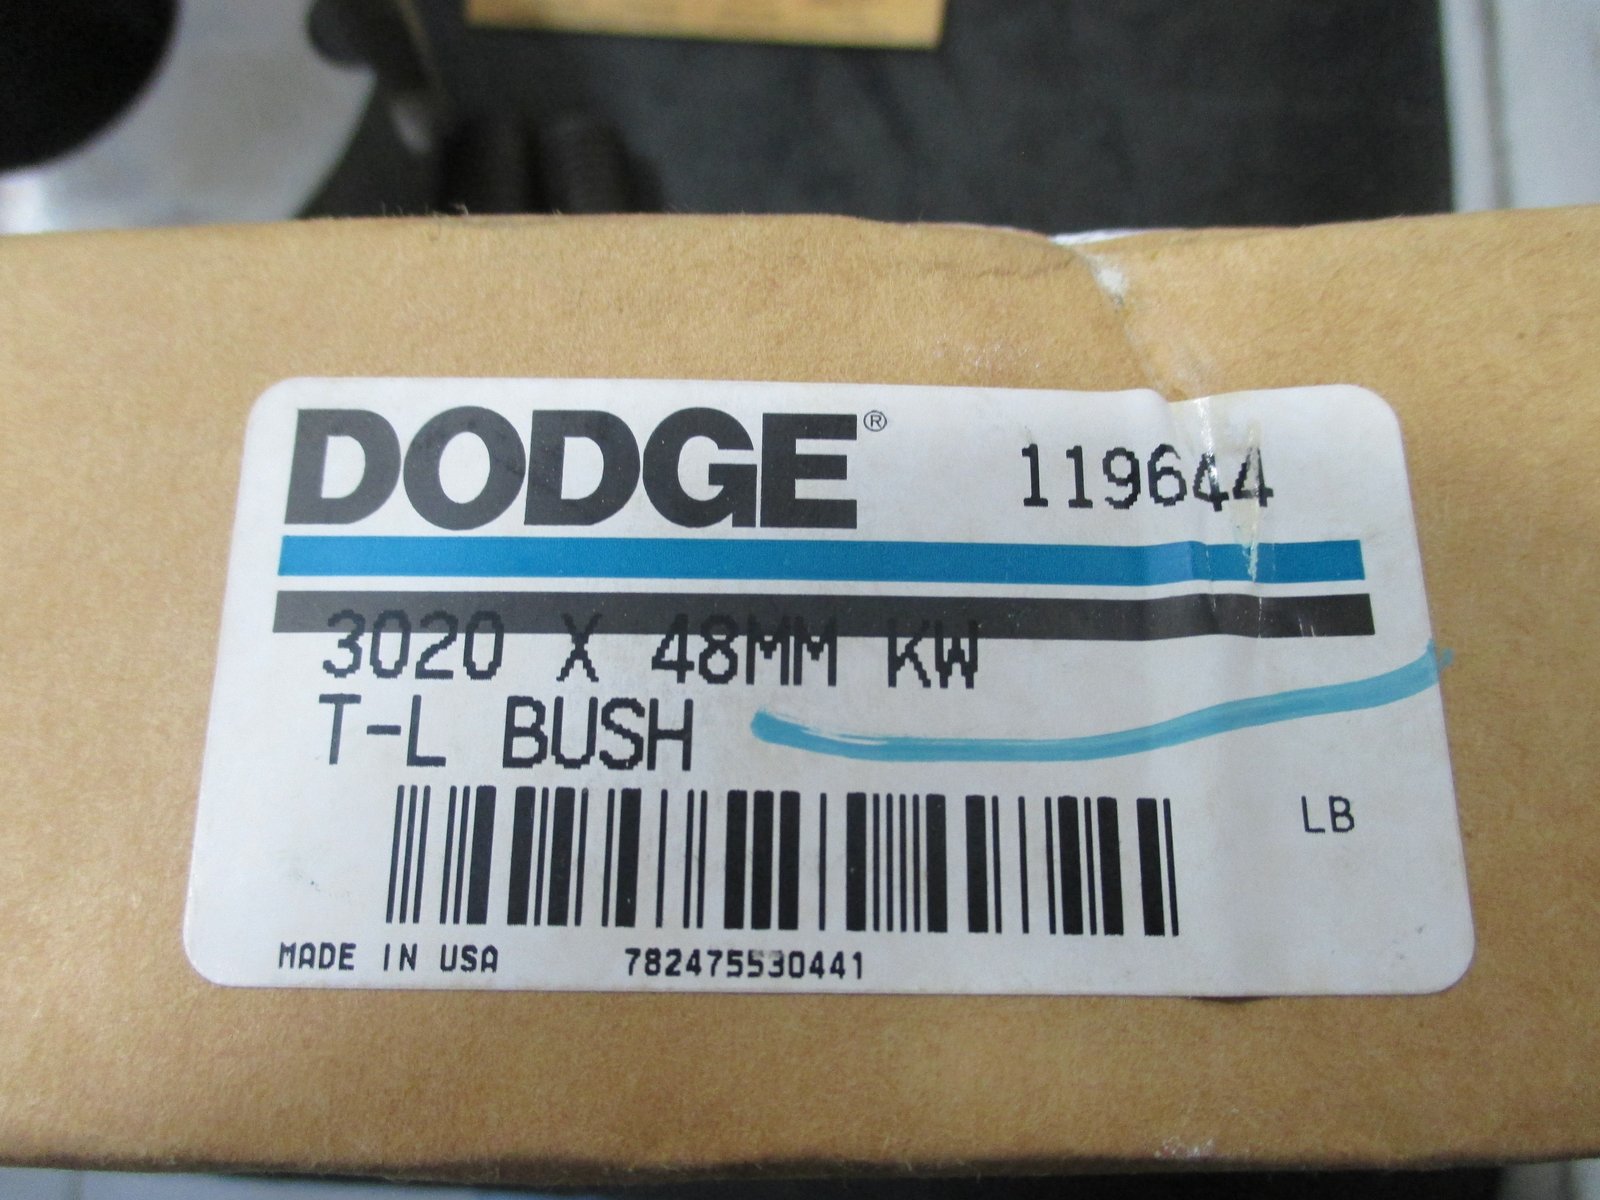 DODGE® 119644
3020 X 48MM KW
T-L BUSH
LB
MADE IN USA 782475530441